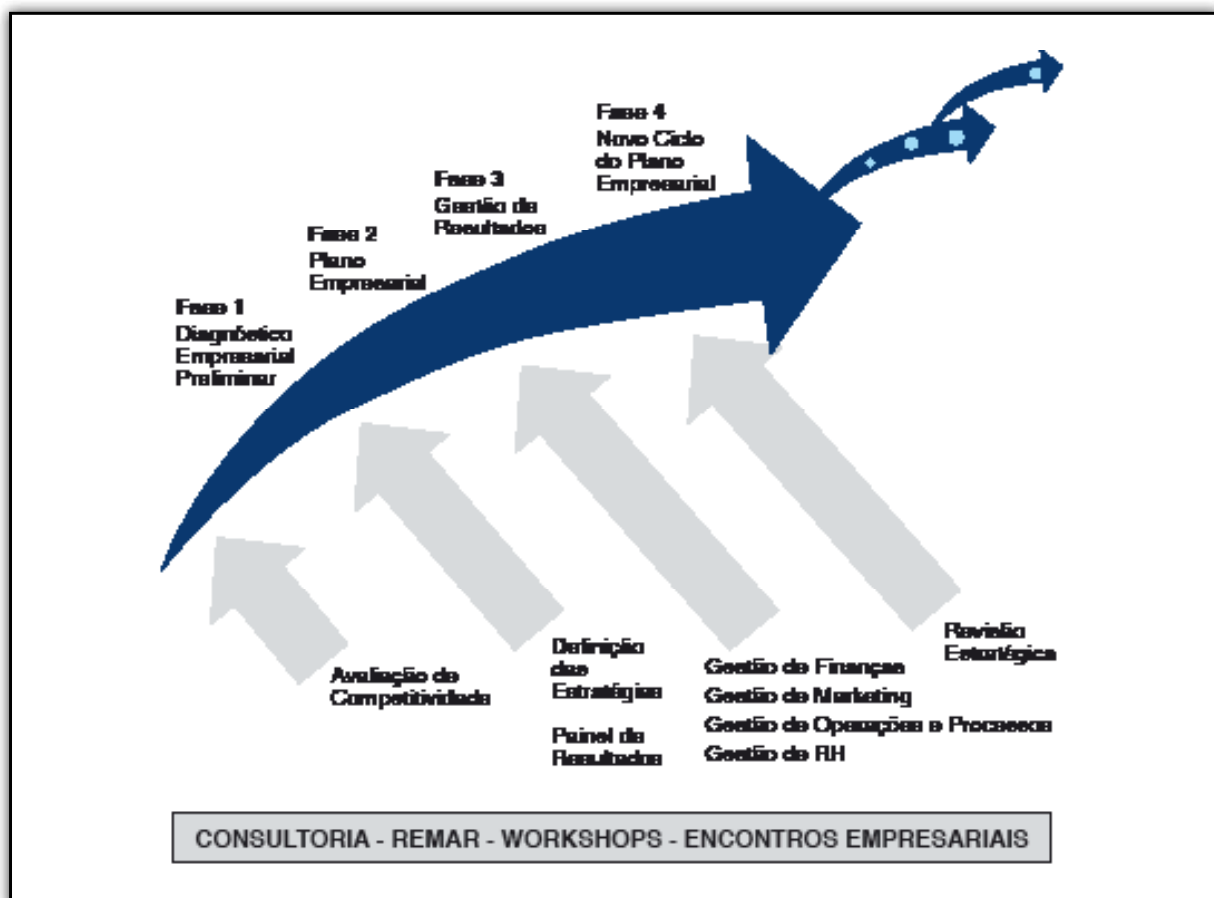 Fase 4
Novo Ciclo
do Plano
Empresarial
Fase 3
Gestão de
Resultados
Fase 2
Plano
Empresarial
Fase 1
Diagnóstico
Empresarial
Preliminar
Avaliação de
Competitividade
Definição
das
Estratégias
Painel de
Resultados
Gestão de Finanças
Gestão de Marketing
Gestão de Operações e Processos
Gestão de RH
Revisão
Estratégica
CONSULTORIA - REMAR - WORKSHOPS - ENCONTROS EMPRESARIAIS